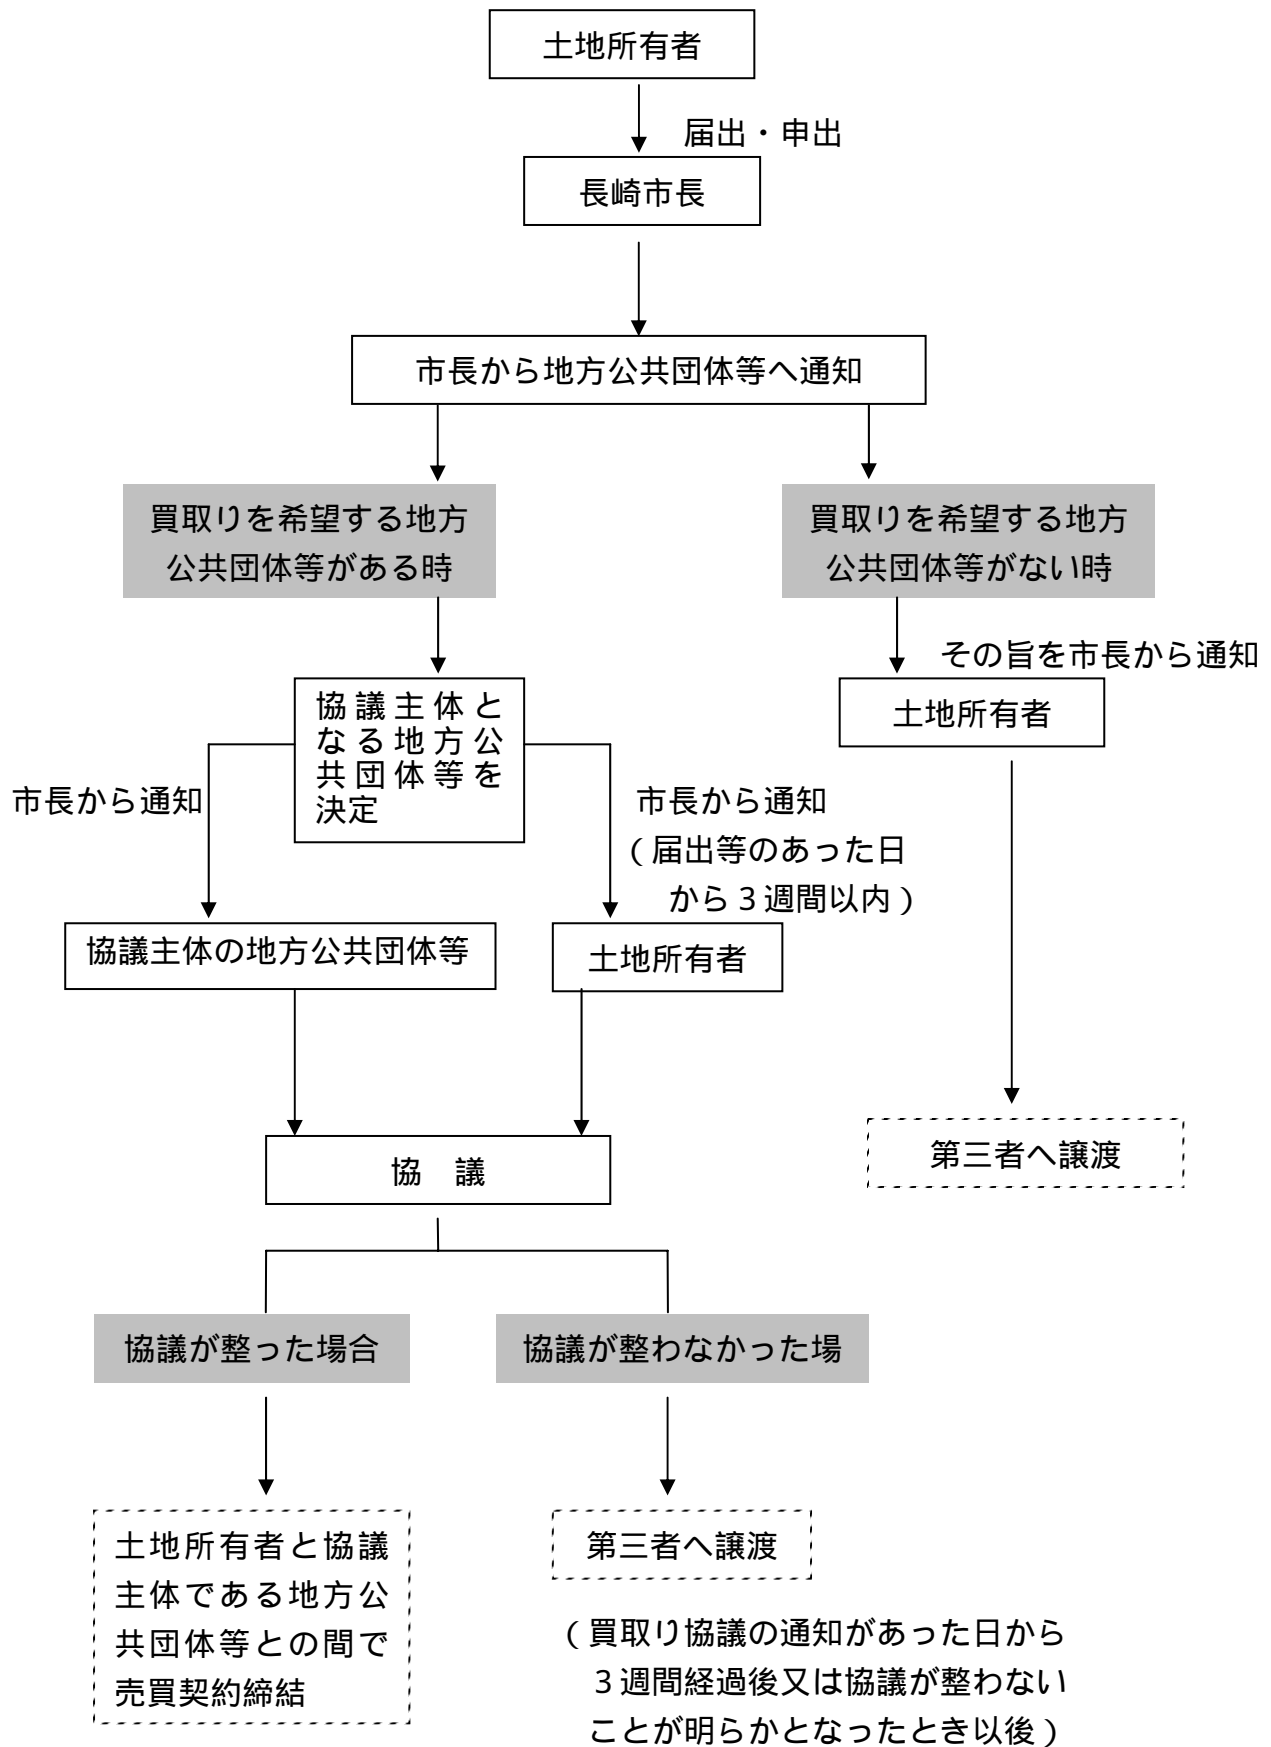 土地所有者
届出・申出
長崎市長
市長から地方公共団体等へ通知
買取りを希望する地方
公共団体等がある時
買取りを希望する地方
公共団体等がない時
その旨を市長から通知
土地所有者
協議主体と
なる地方公
共団体等を
決定
市長から通知
市長から通知
（届出等のあった日
から３週間以内）
協議主体の地方公共団体等
土地所有者
第三者へ譲渡
協　議
協議が整った場合
協議が整わなかった場
土地所有者と協議
主体である地方公
共団体等との間で
売買契約締結
第三者へ譲渡
（買取り協議の通知があった日から
３週間経過後又は協議が整わない
ことが明らかとなったとき以後）